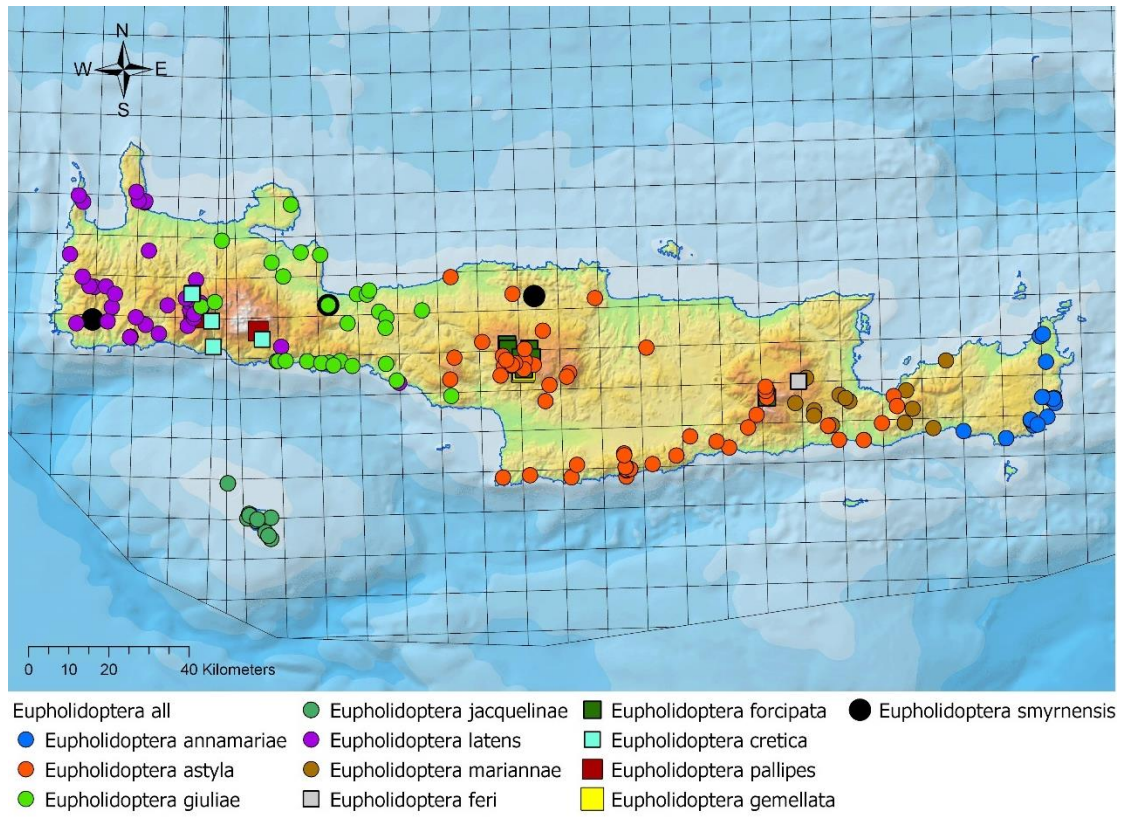 N
W E
S
0 10 20 40 Kilometers
Eupholidoptera all
Eupholidoptera annamariae
Eupholidoptera astyla
Eupholidoptera giuliae
Eupholidoptera jacquelinae
Eupholidoptera latens
Eupholidoptera mariannae
Eupholidoptera feri
Eupholidoptera forcipata
Eupholidoptera cretica
Eupholidoptera pallipes
Eupholidoptera gemellata
Eupholidoptera smyrnensis